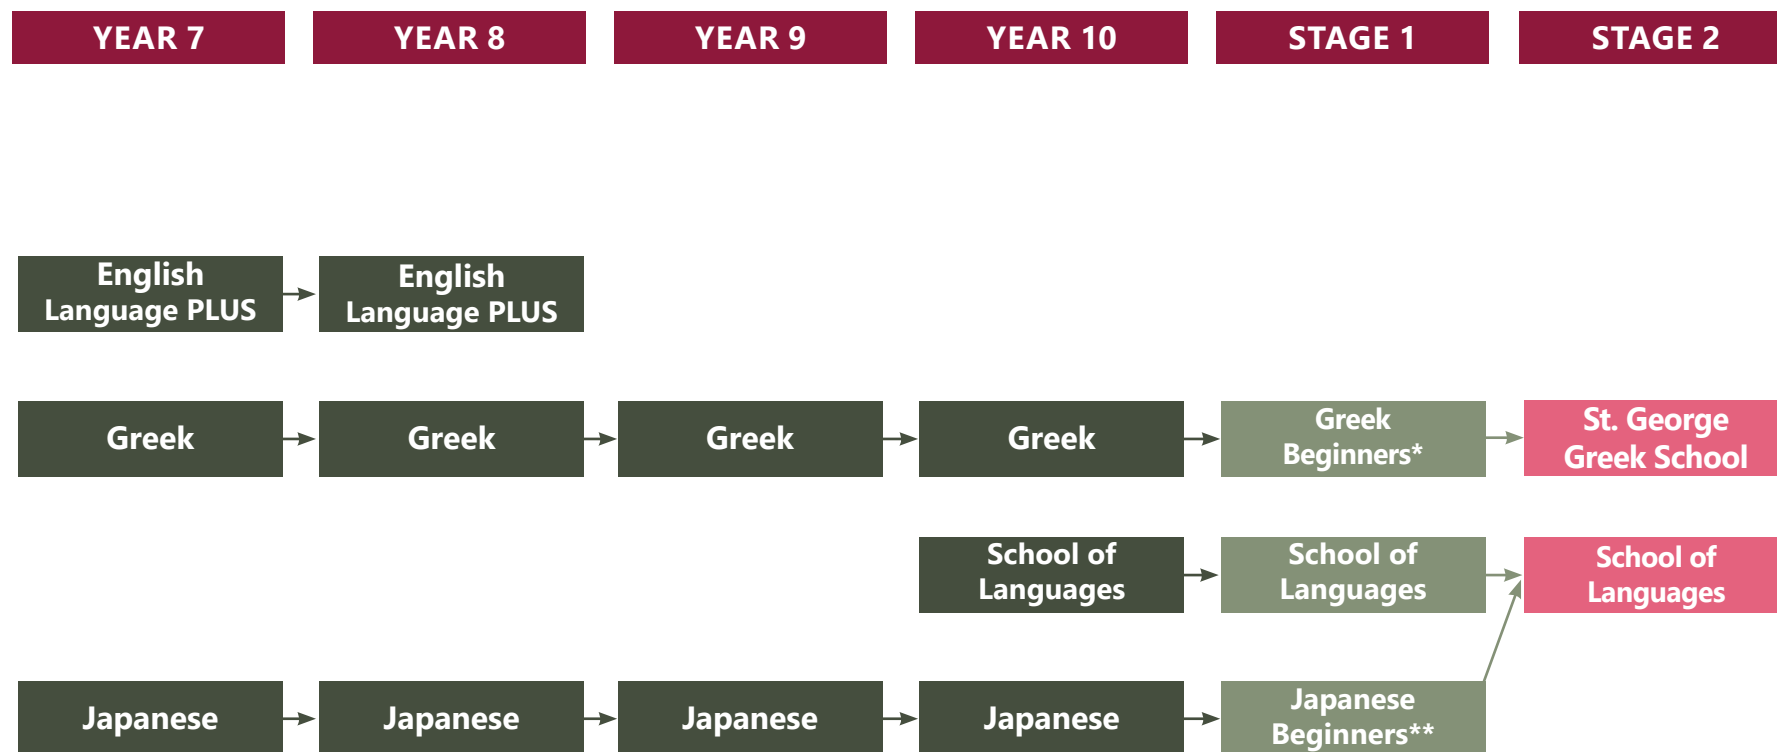 YEAR 7
YEAR 8
YEAR 9
YEAR 10
STAGE 1
STAGE 2
English
Language PLUS
English
Language PLUS
Greek
Greek
Greek
Greek
Greek
Beginners*
St. George
Greek School
School of
Languages
School of
Languages
School of
Languages
Japanese
Japanese
Japanese
Japanese
Japanese
Beginners**